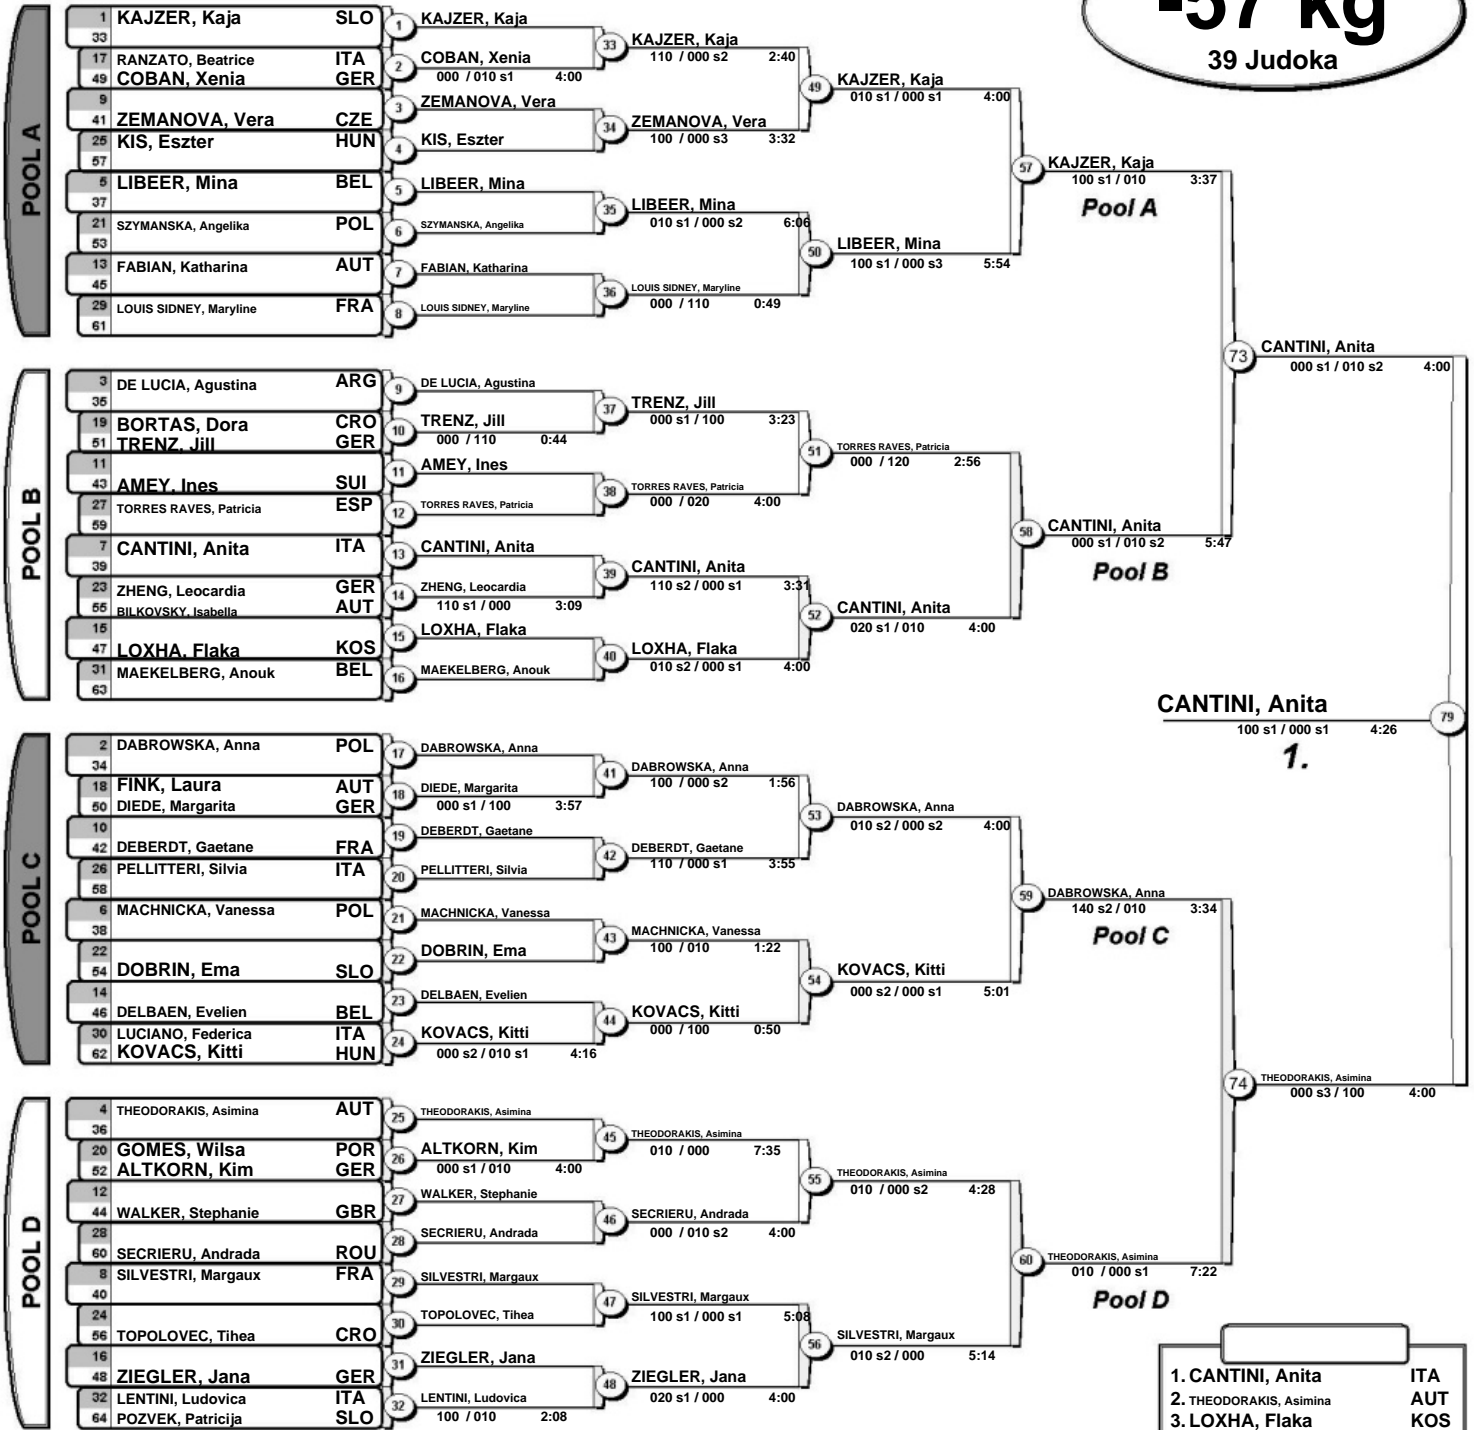 -57 kg
39 Judoka
POOL A
1 KAJZER, Kaja SLO
33
17 RANZATO, Beatrice ITA
49 COBAN, Xenia GER
9
41 ZEMANOVA, Vera CZE
25 KIS, Eszter HUN
57
5 LIBEER, Mina BEL
37
21 SZYMANSKA, Angelika POL
53
13 FABIAN, Katharina AUT
45
29 LOUIS SIDNEY, Maryline FRA
61
1 KAJZER, Kaja
2 COBAN, Xenia
000 / 010 s1 4:00
3 ZEMANOVA, Vera
4 KIS, Eszter
5 LIBEER, Mina
6 SZYMANSKA, Angelika
7 FABIAN, Katharina
8 LOUIS SIDNEY, Maryline
33 KAJZER, Kaja
110 / 000 s2 2:40
34 ZEMANOVA, Vera
100 / 000 s3 3:32
35 LIBEER, Mina
010 s1 / 000 s2 6:06
36 LOUIS SIDNEY, Maryline
000 / 110 0:49
49 KAJZER, Kaja
010 s1 / 000 s1 4:00
50 LIBEER, Mina
100 s1 / 000 s3 5:54
57 KAJZER, Kaja
100 s1 / 010 3:37
Pool A
POOL B
3 DE LUCIA, Agustina ARG
35
19 BORTAS, Dora CRO
51 TRENZ, Jill GER
11
43 AMEY, Ines SUI
27 TORRES RAVES, Patricia ESP
59
7 CANTINI, Anita ITA
39
23 ZHENG, Leocardia GER
55 BILKOVSKY, Isabella AUT
15
47 LOXHA, Flaka KOS
31 MAEKELBERG, Anouk BEL
63
9 DE LUCIA, Agustina
10 TRENZ, Jill
000 / 110 0:44
11 AMEY, Ines
12 TORRES RAVES, Patricia
13 CANTINI, Anita
14 ZHENG, Leocardia
110 s1 / 000 3:09
15 LOXHA, Flaka
16 MAEKELBERG, Anouk
37 TRENZ, Jill
000 s1 / 100 3:23
38 TORRES RAVES, Patricia
000 / 020 4:00
39 CANTINI, Anita
110 s2 / 000 s1 3:31
40 LOXHA, Flaka
010 s2 / 000 s1 4:00
51 TORRES RAVES, Patricia
000 / 120 2:56
52 CANTINI, Anita
020 s1 / 010 4:00
58 CANTINI, Anita
000 s1 / 010 s2 5:47
Pool B
73 CANTINI, Anita
000 s1 / 010 s2 4:00
CANTINI, Anita 79
100 s1 / 000 s1 4:26
1.
POOL C
2 DABROWSKA, Anna POL
34
18 FINK, Laura AUT
50 DIEDE, Margarita GER
10
42 DEBERDT, Gaetane FRA
26 PELLITTERI, Silvia ITA
58
6 MACHNICKA, Vanessa POL
38
22
54 DOBRIN, Ema SLO
14
46 DELBAEN, Evelien BEL
30 LUCIANO, Federica ITA
62 KOVACS, Kitti HUN
17 DABROWSKA, Anna
18 DIEDE, Margarita
000 s1 / 100 3:57
19 DEBERDT, Gaetane
20 PELLITTERI, Silvia
21 MACHNICKA, Vanessa
22 DOBRIN, Ema
23 DELBAEN, Evelien
24 KOVACS, Kitti
000 s2 / 010 s1 4:16
41 DABROWSKA, Anna
100 / 000 s2 1:56
42 DEBERDT, Gaetane
110 / 000 s1 3:55
43 MACHNICKA, Vanessa
100 / 010 1:22
44 KOVACS, Kitti
000 / 100 0:50
53 DABROWSKA, Anna
010 s2 / 000 s2 4:00
54 KOVACS, Kitti
000 s2 / 000 s1 5:01
59 DABROWSKA, Anna
140 s2 / 010 3:34
Pool C
POOL D
4 THEODORAKIS, Asimina AUT
36
20 GOMES, Wilsa POR
52 ALTKORN, Kim GER
12
44 WALKER, Stephanie GBR
28
60 SECRIERU, Andrada ROU
8 SILVESTRI, Margaux FRA
40
24
56 TOPOLOVEC, Tihea CRO
16
48 ZIEGLER, Jana GER
32 LENTINI, Ludovica ITA
64 POZVEK, Patricija SLO
25 THEODORAKIS, Asimina
26 ALTKORN, Kim
000 s1 / 010 4:00
27 WALKER, Stephanie
28 SECRIERU, Andrada
29 SILVESTRI, Margaux
30 TOPOLOVEC, Tihea
31 ZIEGLER, Jana
32 LENTINI, Ludovica
100 / 010 2:08
45 THEODORAKIS, Asimina
010 / 000 7:35
46 SECRIERU, Andrada
000 / 010 s2 4:00
47 SILVESTRI, Margaux
100 s1 / 000 s1 5:08
48 ZIEGLER, Jana
020 s1 / 000 4:00
55 THEODORAKIS, Asimina
010 / 000 s2 4:28
56 SILVESTRI, Margaux
010 s2 / 000 5:14
60 THEODORAKIS, Asimina
010 / 000 s1 7:22
Pool D
74 THEODORAKIS, Asimina
000 s3 / 100 4:00
1. CANTINI, Anita ITA
2. THEODORAKIS, Asimina AUT
3. LOXHA, Flaka KOS